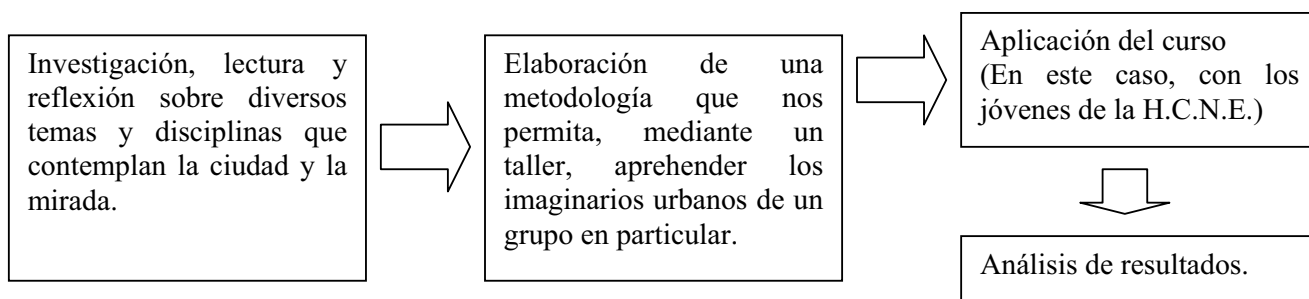 Investigación, lectura y
reflexión sobre diversos
temas y disciplinas que
contemplan la ciudad y la
mirada.
Elaboración de una
metodología que nos
permita, mediante un
taller, aprehender los
imaginarios urbanos de un
grupo en particular.
Aplicación del curso
(En este caso, con los
jóvenes de la H.C.N.E.)
Análisis de resultados.